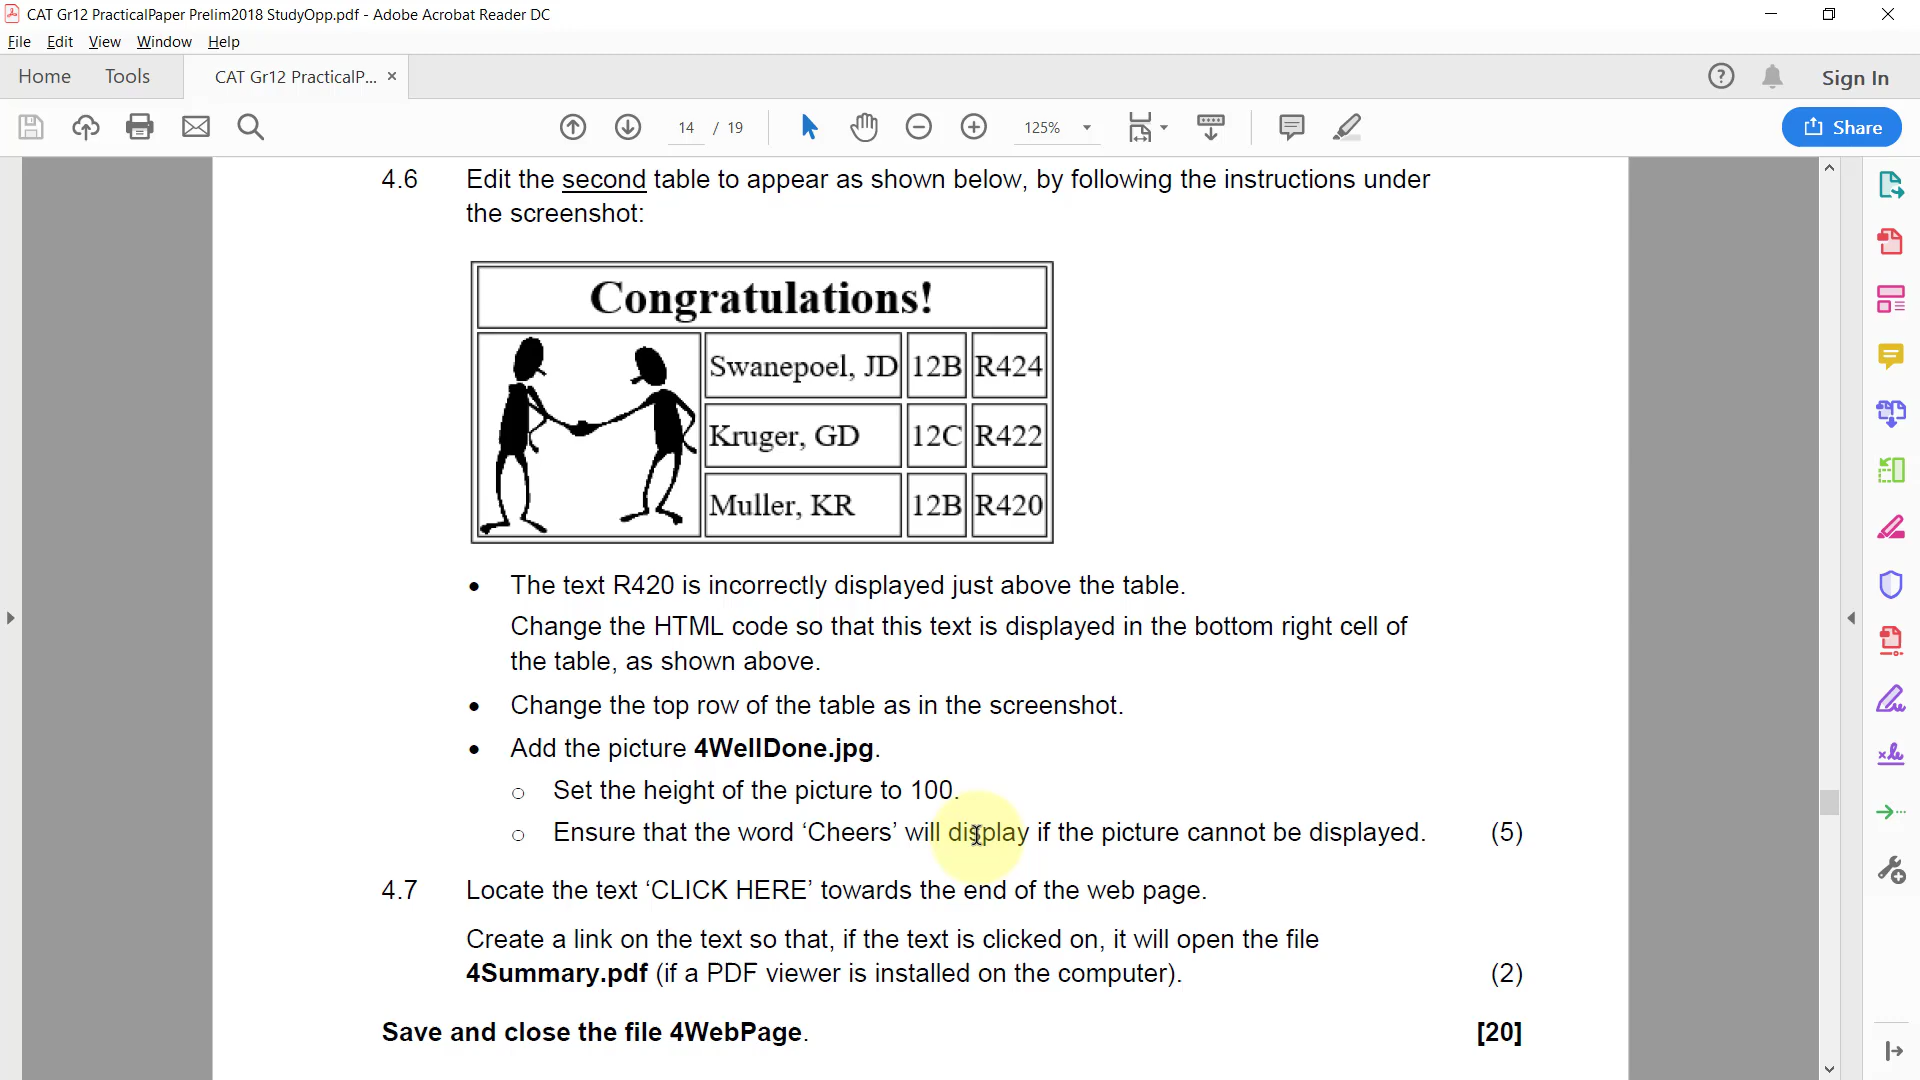 CAT Gr12 PracticalPaper Prelim2018 StudyOpp.pdf - Adobe Acrobat Reader DC
File Edit View Window Help
Home Tools CAT Gr12 PracticalP... × Sign In
14 / 19 125% Share
4.6 Edit the second table to appear as shown below, by following the instructions under
the screenshot:
Congratulations!
Swanepoel, JD 12B R424
Kruger, GD 12C R422
Muller, KR 12B R420
• The text R420 is incorrectly displayed just above the table.
Change the HTML code so that this text is displayed in the bottom right cell of
the table, as shown above.
• Change the top row of the table as in the screenshot.
• Add the picture 4WellDone.jpg.
○ Set the height of the picture to 100.
○ Ensure that the word ‘Cheers’ will display if the picture cannot be displayed. (5)
4.7 Locate the text ‘CLICK HERE’ towards the end of the web page.
Create a link on the text so that, if the text is clicked on, it will open the file
4Summary.pdf (if a PDF viewer is installed on the computer). (2)
Save and close the file 4WebPage. [20]